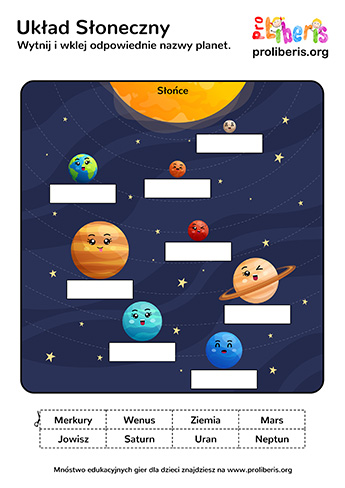 Układ Słoneczny
Wytnij i wklej odpowiednie nazwy planet.
Pro Liberis
proliberis.org
Słońce
Merkury Wenus Ziemia Mars
Jowisz Saturn Uran Neptun
Mnóstwo edukacyjnych gier dla dzieci znajdziesz na www.proliberis.org